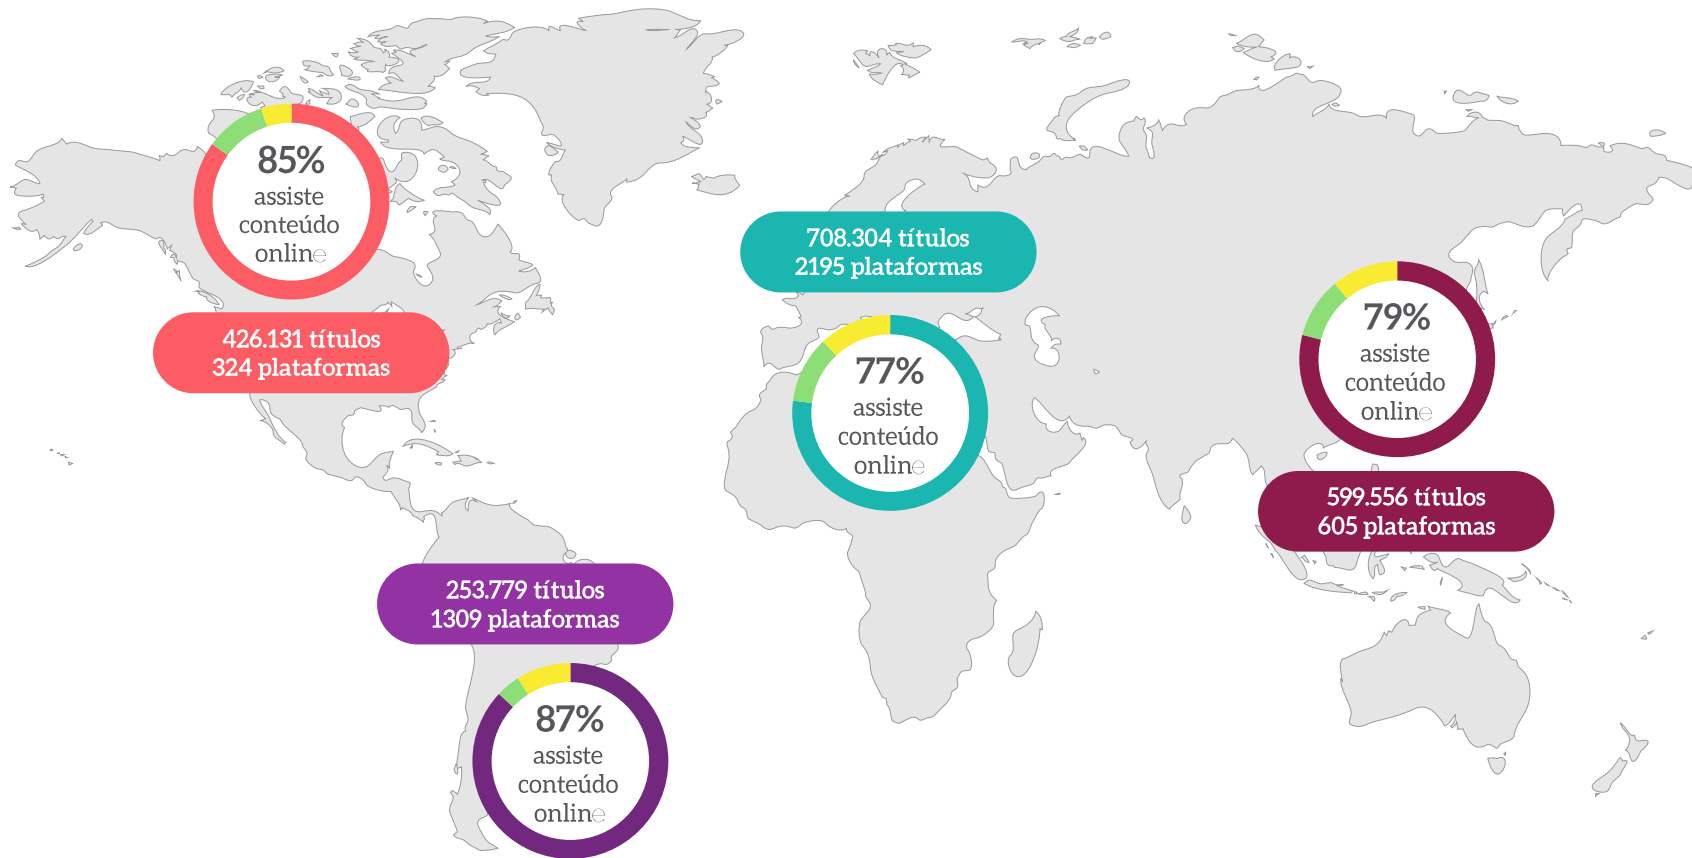 85%
assiste
conteúdo
online
426.131 títulos
324 plataformas
708.304 títulos
2195 plataformas
77%
assiste
conteúdo
online
79%
assiste
conteúdo
online
599.556 títulos
605 plataformas
253.779 títulos
1309 plataformas
87%
assiste
conteúdo
online